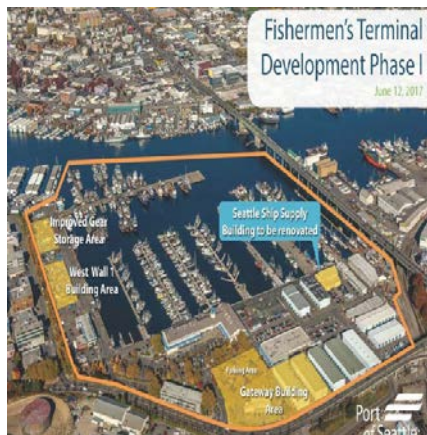 Fishermen's Terminal
Development Phase I
June 12, 2017
Improved Gear
Storage Area
Seattle Ship Supply
Building to be renovated
West Wall 1
Building Area
Parking Area
Gateway Building
Area
Port
of Seattle